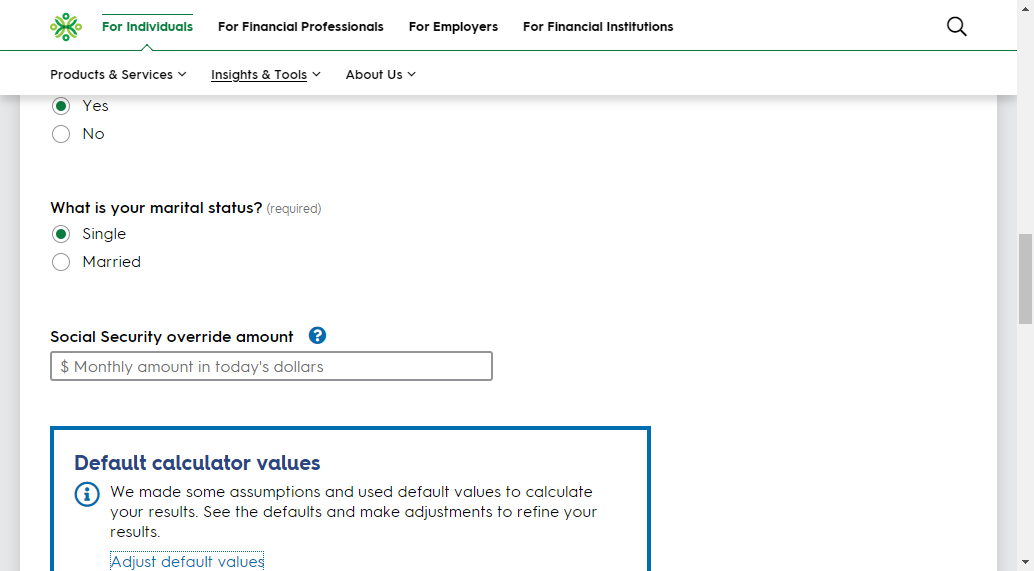 For Individuals For Financial Professionals For Employers For Financial Institutions
Products & Services Insights & Tools About Us
Yes
No
What is your marital status? (required)
Single
Married
Social Security override amount ?
$ Monthly amount in today's dollars
Default calculator values
We made some assumptions and used default values to calculate
your results. See the defaults and make adjustments to refine your
results.
Adjust default values